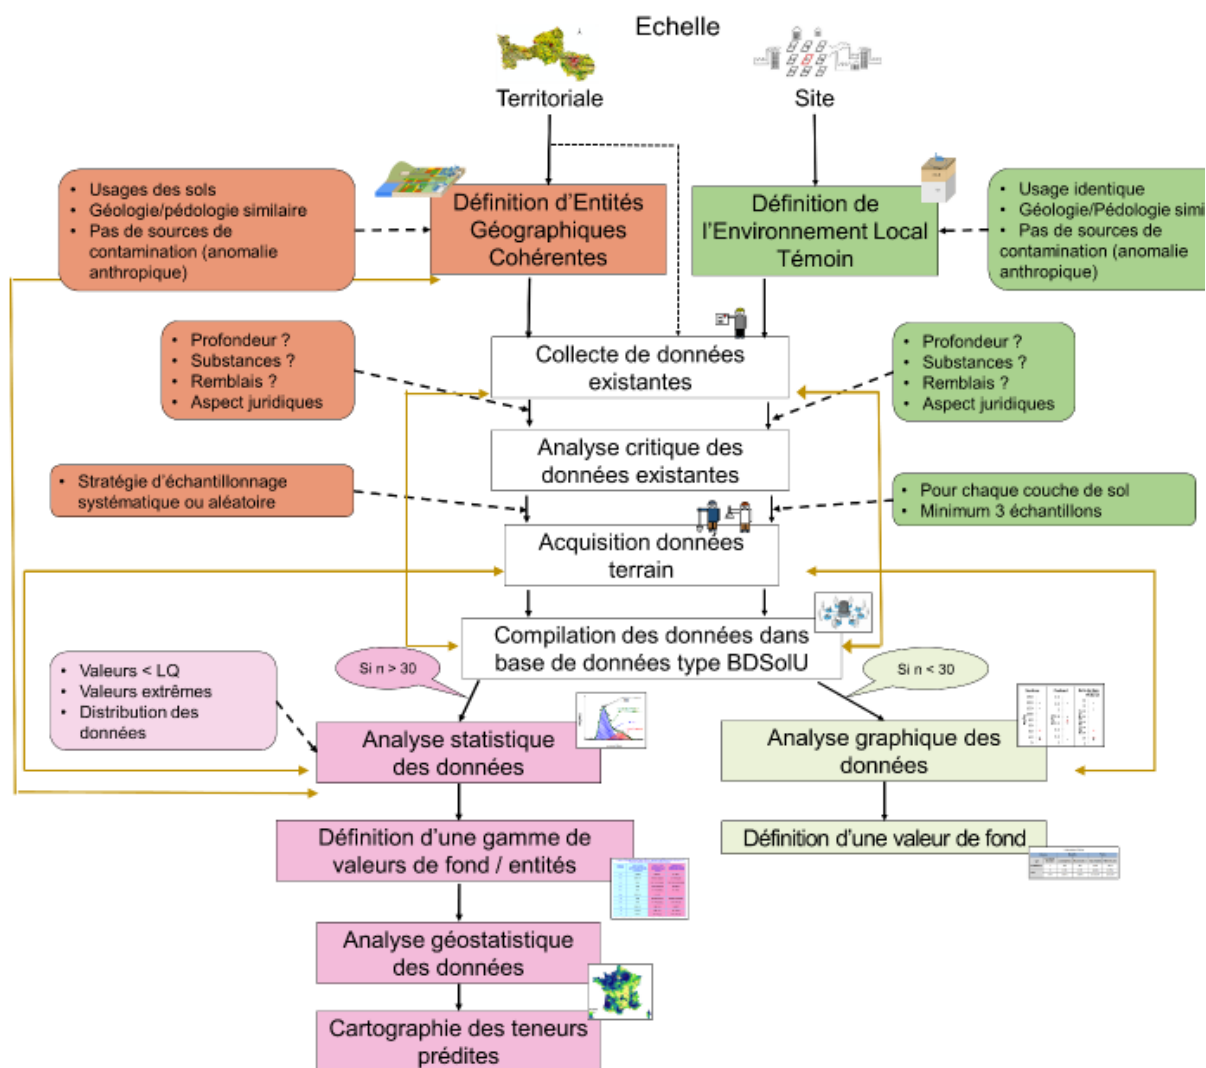 Echelle
Territoriale
Site
• Usages des sols
• Géologie/pédologie similaire
• Pas de sources de
contamination (anomalie
anthropique)
Définition d'Entités
Géographiques
Cohérentes
Définition de
l'Environnement Local
Témoin
• Usage identique
• Géologie/Pédologie simil
• Pas de sources de
contamination (anomalie
anthropique)
• Profondeur ?
• Substances ?
• Remblais ?
• Aspect juridiques
Collecte de données
existantes
• Profondeur ?
• Substances ?
• Remblais ?
• Aspect juridiques
Analyse critique des
données existantes
• Stratégie d'échantillonnage
systématique ou aléatoire
• Pour chaque couche de sol
• Minimum 3 échantillons
Acquisition données
terrain
Compilation des données dans
base de données type BDSolU
Si n > 30
Si n < 30
• Valeurs < LQ
• Valeurs extrêmes
• Distribution des
données
Analyse statistique
des données
Analyse graphique des
données
Définition d'une gamme de
valeurs de fond / entités
Définition d'une valeur de fond
Analyse géostatistique
des données
Cartographie des teneurs
prédites